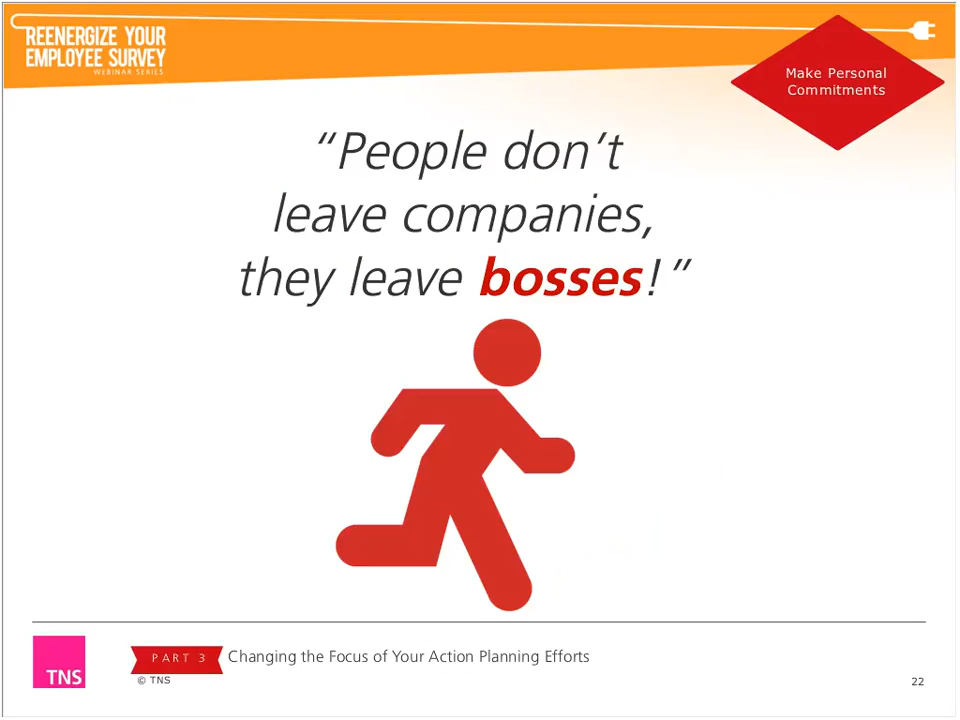 REENERGIZE YOUR
EMPLOYEE SURVEY
WEBINAR SERIES
Make Personal
Commitments
“People don’t
leave companies,
they leave bosses!”
TNS
PART 3
Changing the Focus of Your Action Planning Efforts
© TNS
22